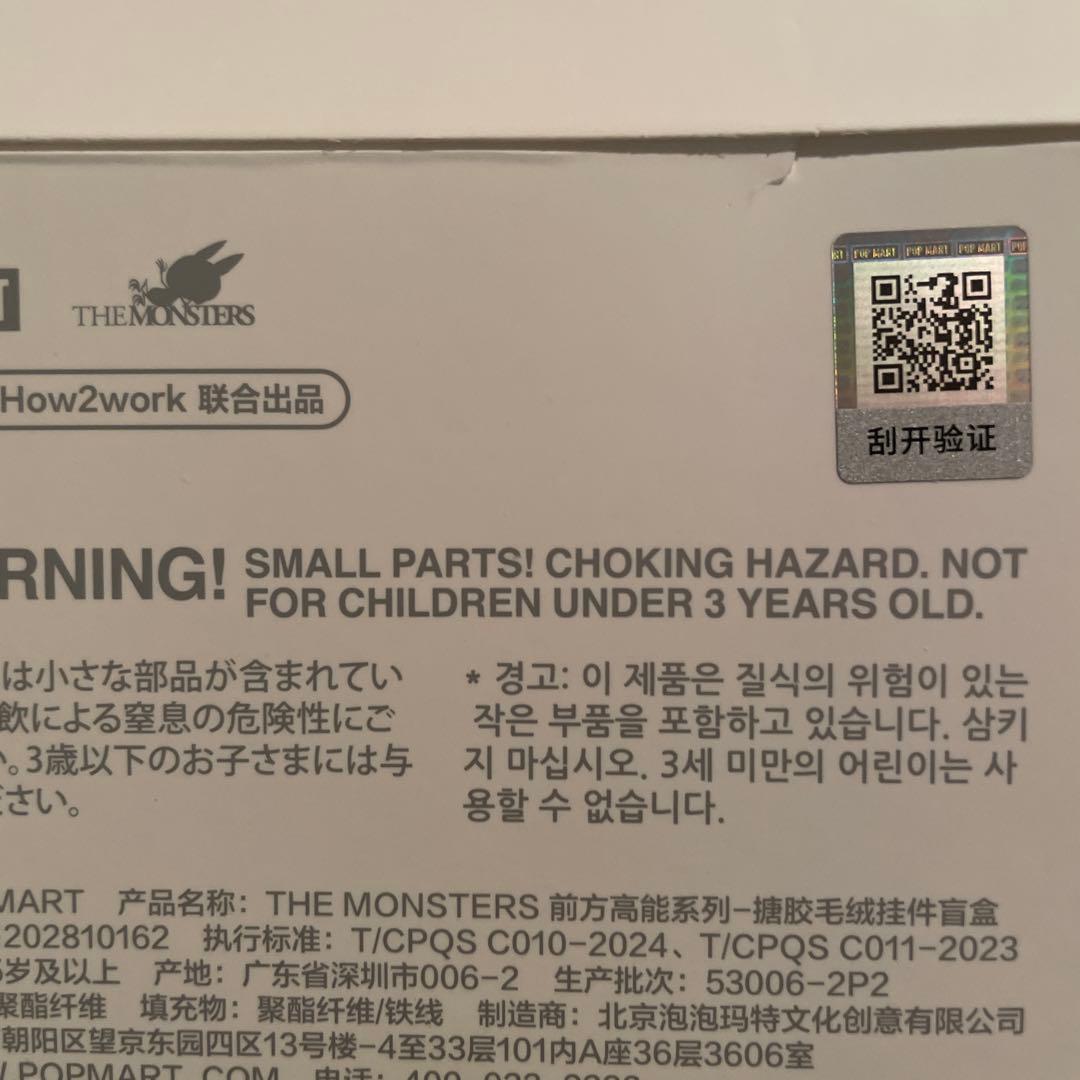 THE MONSTERS
How2work 联合出品
POP MART POP MART POP MART
刮开验证
RNING! SMALL PARTS! CHOKING HAZARD. NOT
FOR CHILDREN UNDER 3 YEARS OLD.
は小さな部品が含まれてい
飲による窒息の危険性にご
。3歳以下のお子さまには与
ださい。
* 경고: 이 제품은 질식의 위험이 있는
작은 부품을 포함하고 있습니다. 삼키
지 마십시오. 3세 미만의 어린이는 사
용할 수 없습니다.
MART 产品名称: THE MONSTERS 前方高能系列-搪胶毛绒挂件盲盒
202810162 执行标准: T/CPQS C010-2024、T/CPQS C011-2023
岁及以上 产地: 广东省深圳市006-2 生产批次: 53006-2P2
聚酯纤维 填充物: 聚酯纤维/铁线 制造商: 北京泡泡玛特文化创意有限公司
朝阳区望京东园四区13号楼-4至33层101内A座36层3606室
POPMART.COM 电话: